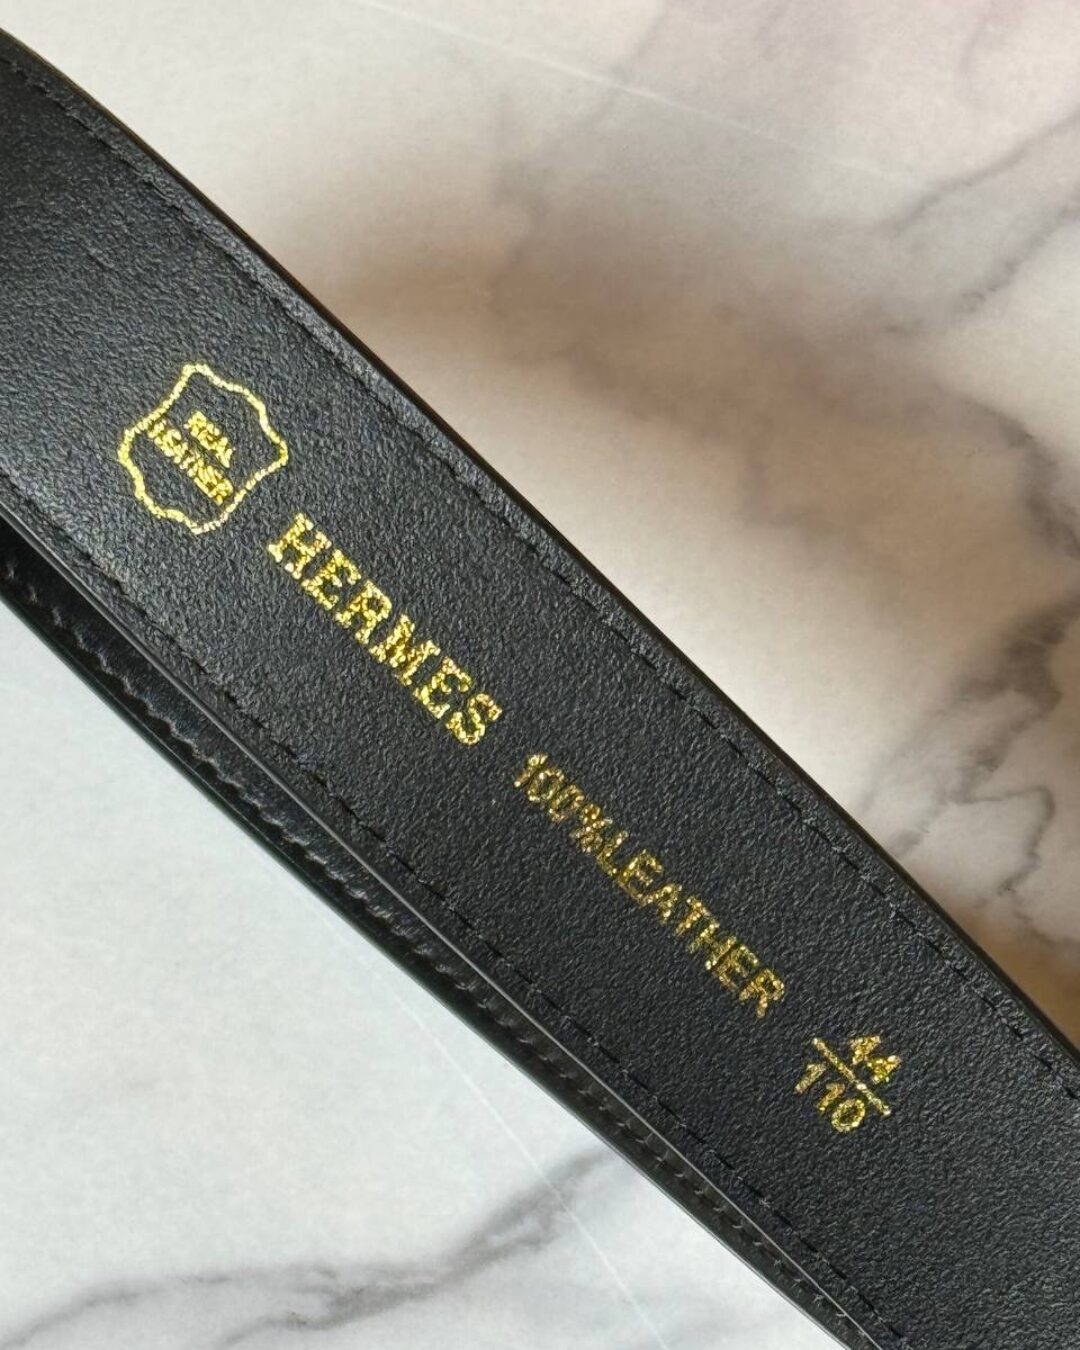 REAL
LEATHER
HERMES
100%LEATHER
44
110